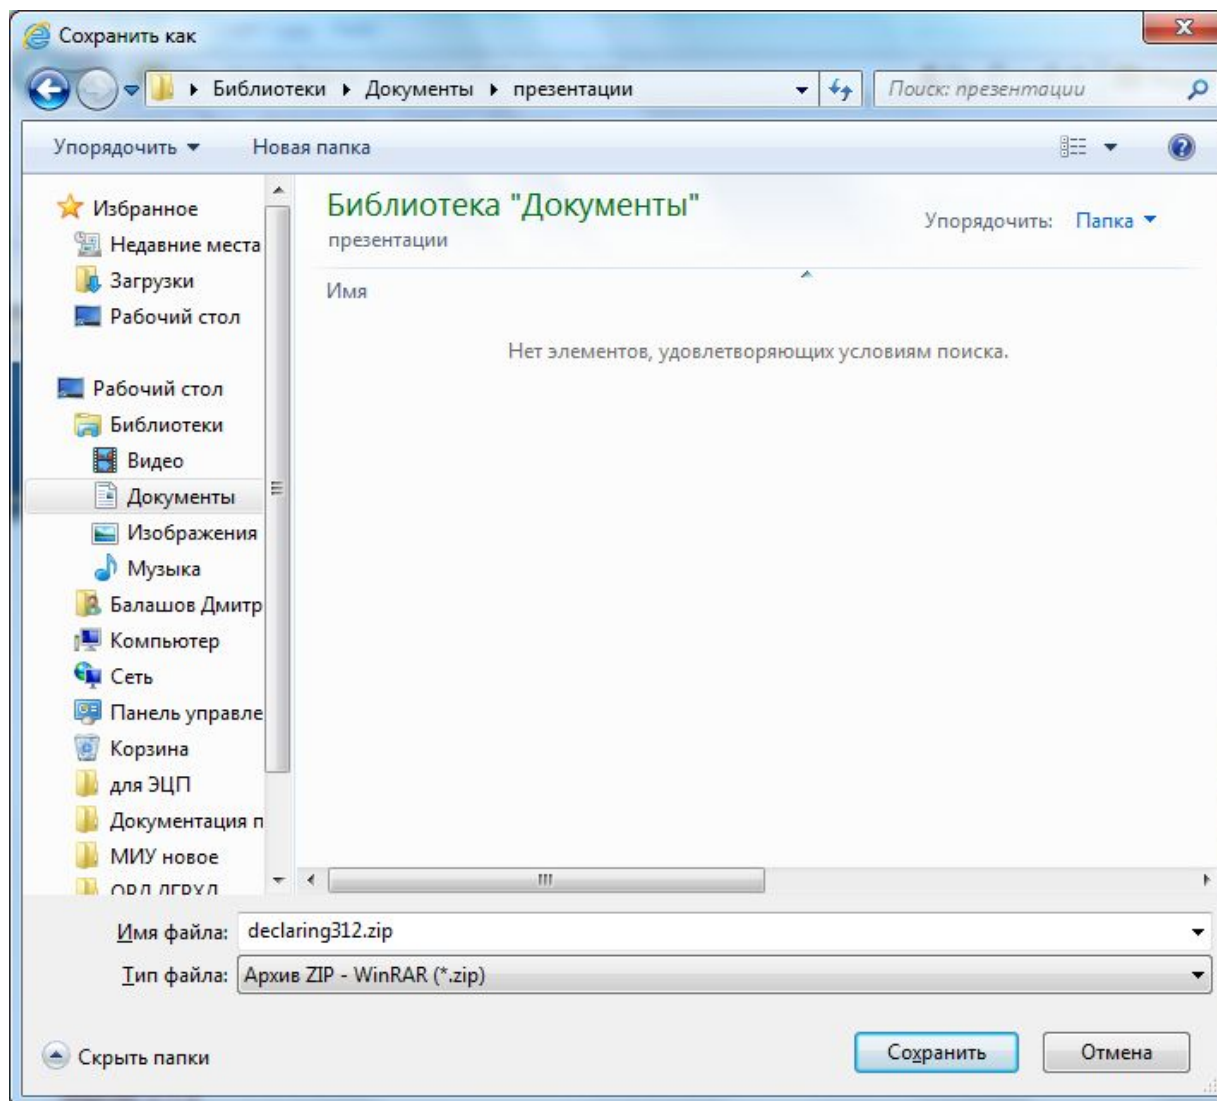 Сохранить как
Библиотеки Документы презентации
Поиск: презентации
Упорядочить Новая папка
Избранное
Недавние места
Загрузки
Рабочий стол
Рабочий стол
Библиотеки
Видео
Документы
Изображения
Музыка
Балашов Дмитр
Компьютер
Сеть
Панель управле
Корзина
для ЭЦП
Документация п
МИУ новое
Библиотека "Документы"
презентации
Упорядочить: Папка
Имя
Нет элементов, удовлетворяющих условиям поиска.
Имя файла: declaring312.zip
Тип файла: Архив ZIP - WinRAR (*.zip)
Скрыть папки
Сохранить
Отмена